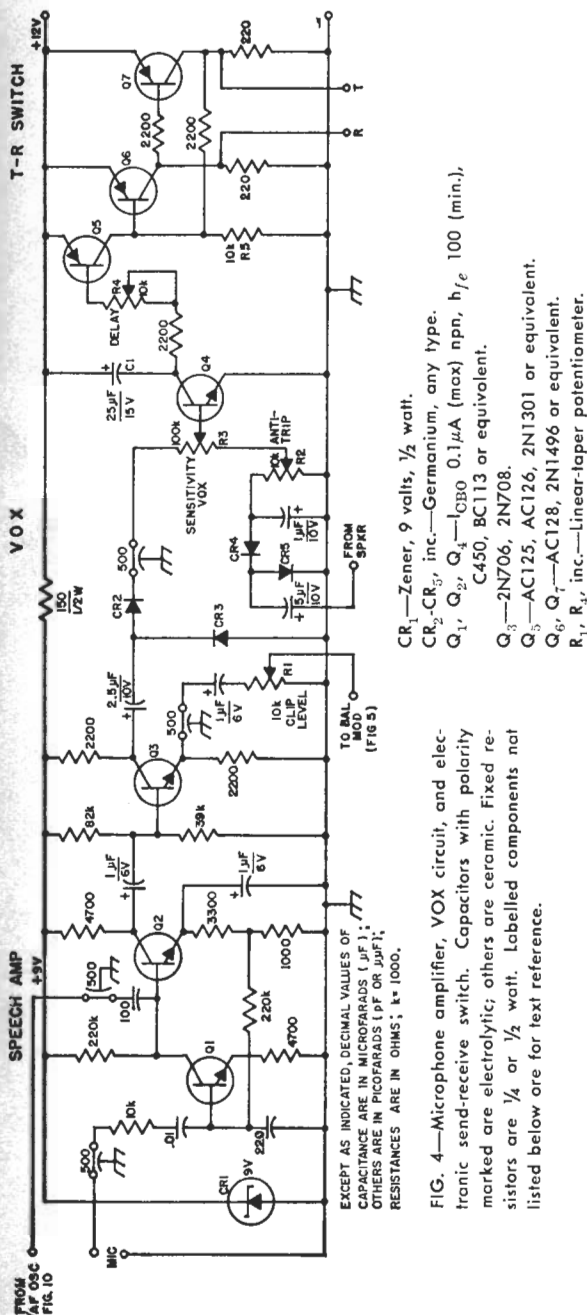 SPEECH AMP
VOX
T-R SWITCH
FROM
AF OSC
FIG. 10
+9V
+12V
150
1/2W
500
10k
.01
220
MIC
CR1
9V
220k
Q1
4700
220k
500
100
4700
Q2
3300
1000
1µF
6V
1µF
6V
82k
39k
2200
Q3
2200
2.5µF
10V
500
1µF
6V
R1
10k
CLIP
LEVEL
TO BAL
MOD
(FIG 5)
CR3
CR2
500
SENSITIVITY
VOX
100k
R3
5µF
10V
CR5
CR4
1µF
10V
FROM
SPKR
10k
ANTI-
TRIP
R2
25µF
15V
C1
Q4
2200
DELAY
R4
10k
Q5
10k
R5
Q6
2200
2200
220
Q7
220
R
T
EXCEPT AS INDICATED, DECIMAL VALUES OF
CAPACITANCE ARE IN MICROFARADS (µF);
OTHERS ARE IN PICOFARADS (pF OR µµF);
RESISTANCES ARE IN OHMS; k=1000.
FIG. 4—Microphone amplifier, VOX circuit, and elec-
tronic send-receive switch. Capacitors with polarity
marked are electrolytic; others are ceramic. Fixed re-
sistors are ¼ or ½ watt. Labelled components not
listed below are for text reference.
CR1—Zener, 9 volts, ½ watt.
CR2-CR5, inc.—Germanium, any type.
Q1, Q2, Q4—ICBO 0.1µA (max) npn, hfe 100 (min.),
C450, BC113 or equivalent.
Q3—2N706, 2N708.
Q5—AC125, AC126, 2N1301 or equivalent.
Q6, Q7—AC128, 2N1496 or equivalent.
R1, R4, inc.—Linear-taper potentiometer.